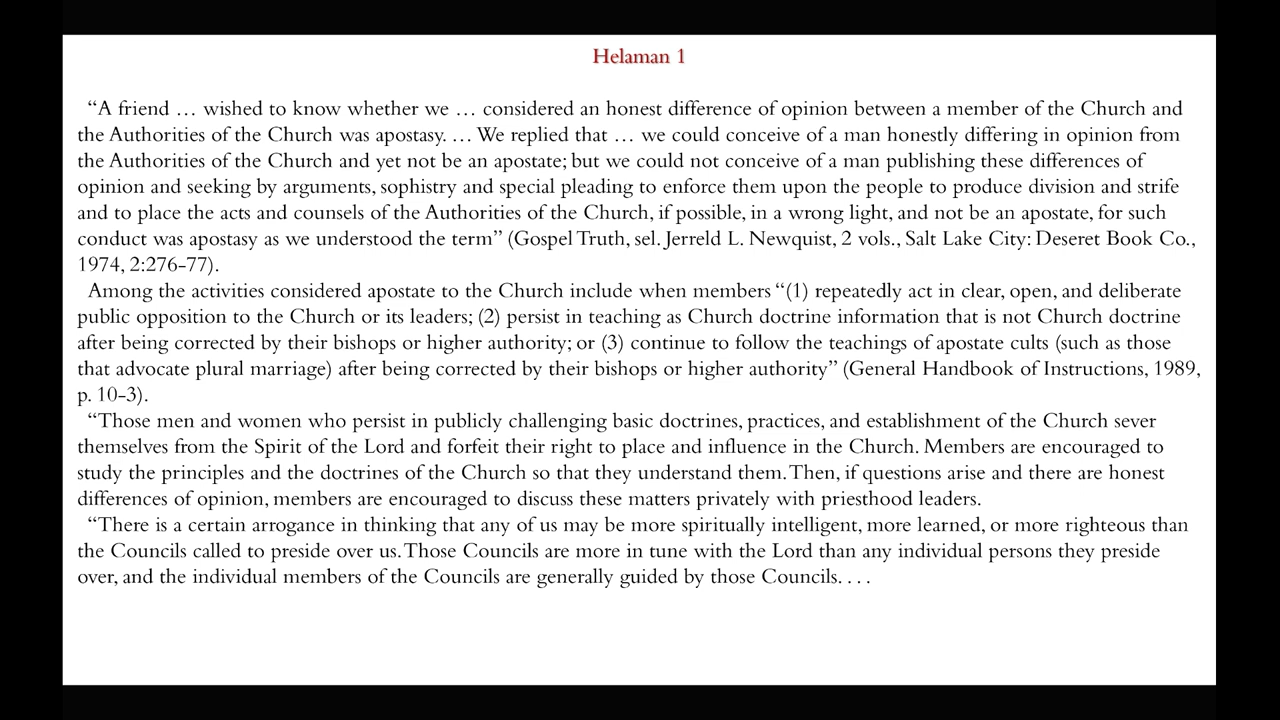 Helaman 1
“A friend … wished to know whether we … considered an honest difference of opinion between a member of the Church and
the Authorities of the Church was apostasy. … We replied that … we could conceive of a man honestly differing in opinion from
the Authorities of the Church and yet not be an apostate; but we could not conceive of a man publishing these differences of
opinion and seeking by arguments, sophistry and special pleading to enforce them upon the people to produce division and strife
and to place the acts and counsels of the Authorities of the Church, if possible, in a wrong light, and not be an apostate, for such
conduct was apostasy as we understood the term” (Gospel Truth, sel. Jerreld L. Newquist, 2 vols., Salt Lake City: Deseret Book Co.,
1974, 2:276-77).
Among the activities considered apostate to the Church include when members “(1) repeatedly act in clear, open, and deliberate
public opposition to the Church or its leaders; (2) persist in teaching as Church doctrine information that is not Church doctrine
after being corrected by their bishops or higher authority; or (3) continue to follow the teachings of apostate cults (such as those
that advocate plural marriage) after being corrected by their bishops or higher authority” (General Handbook of Instructions, 1989,
p. 10-3).
“Those men and women who persist in publicly challenging basic doctrines, practices, and establishment of the Church sever
themselves from the Spirit of the Lord and forfeit their right to place and influence in the Church. Members are encouraged to
study the principles and the doctrines of the Church so that they understand them. Then, if questions arise and there are honest
differences of opinion, members are encouraged to discuss these matters privately with priesthood leaders.
“There is a certain arrogance in thinking that any of us may be more spiritually intelligent, more learned, or more righteous than
the Councils called to preside over us. Those Councils are more in tune with the Lord than any individual persons they preside
over, and the individual members of the Councils are generally guided by those Councils. . . .